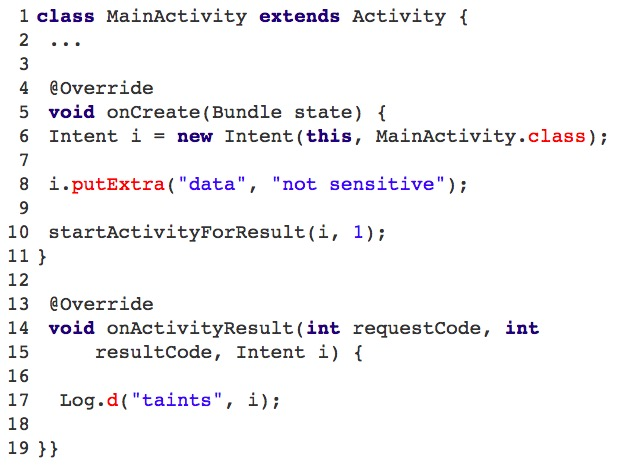 1 class MainActivity extends Activity {
2 ...
3
4 @Override
5 void onCreate(Bundle state) {
6 Intent i = new Intent(this, MainActivity.class);
7
8 i.putExtra("data", "not sensitive");
9
10 startActivityForResult(i, 1);
11 }
12
13 @Override
14 void onActivityResult(int requestCode, int
15 resultCode, Intent i) {
16
17 Log.d("taints", i);
18
19 }}